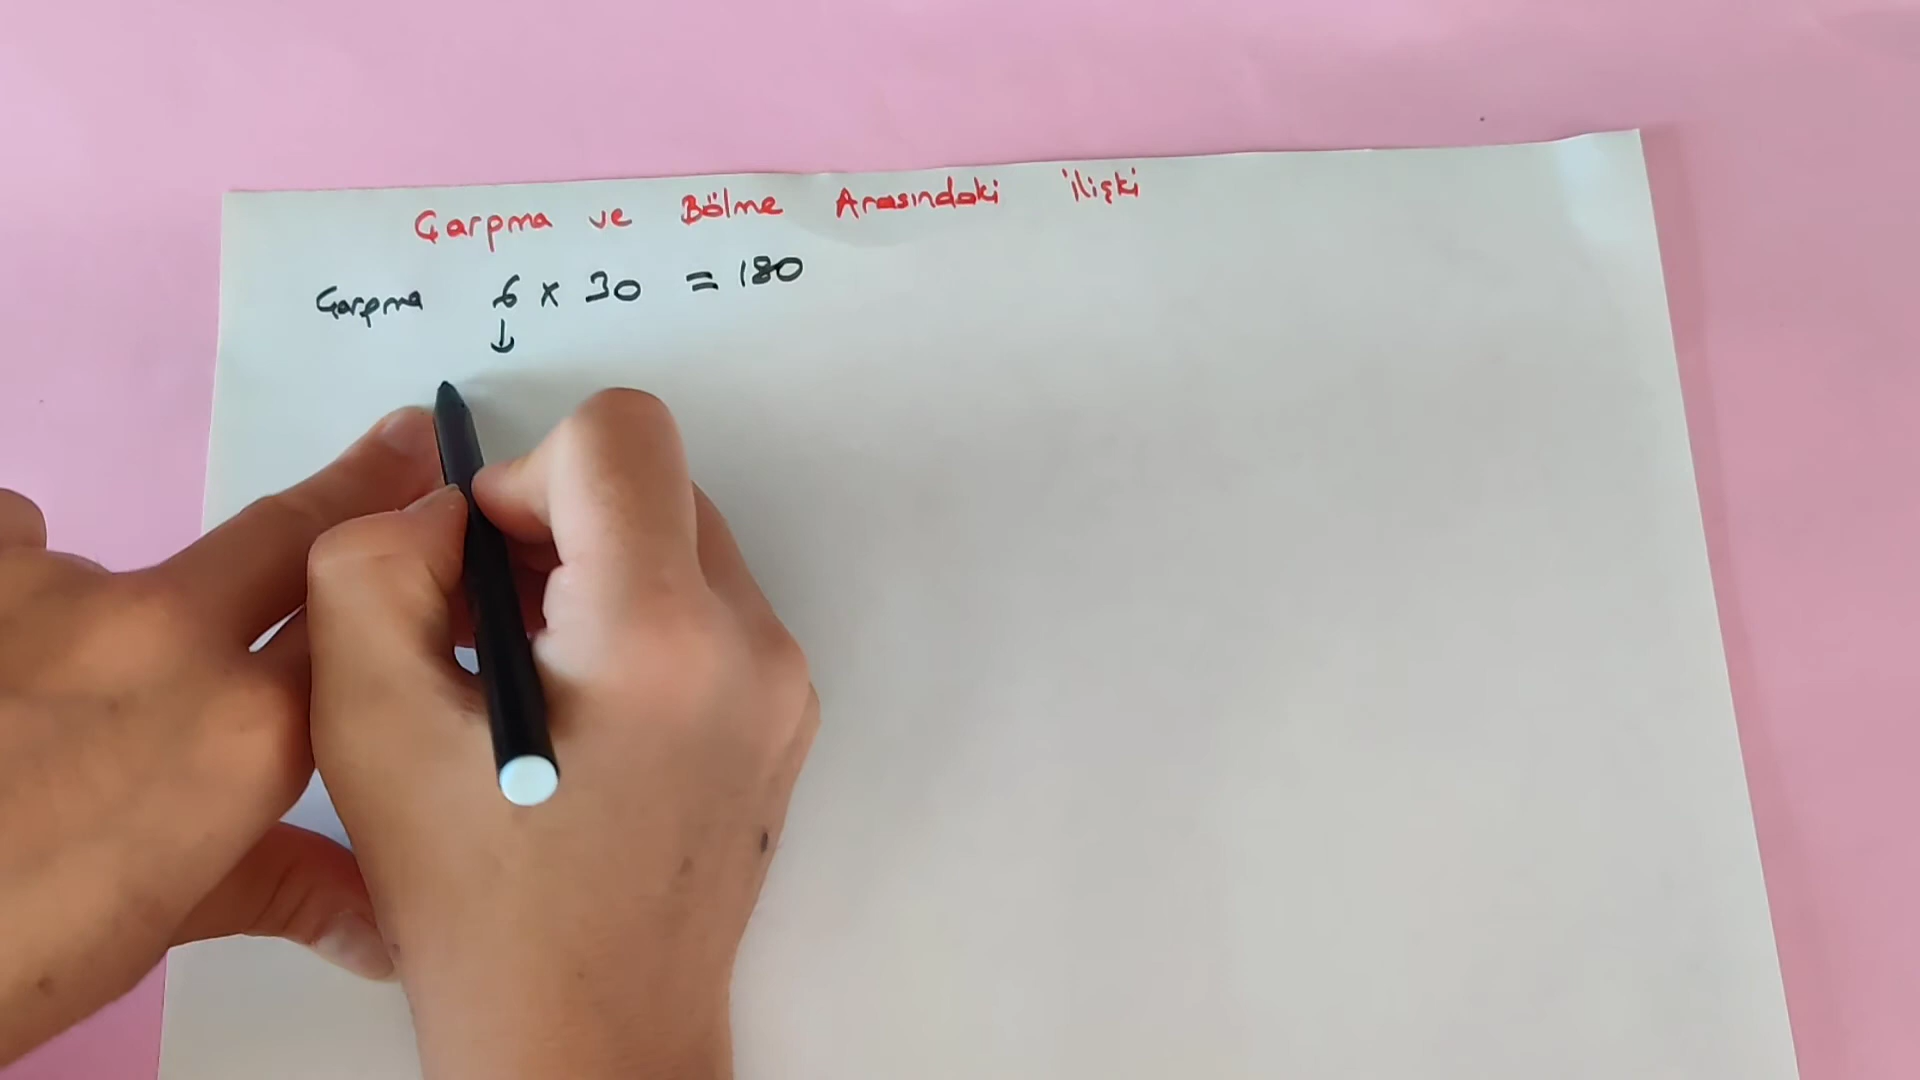 Çarpma ve Bölme Arasındaki İlişki
Çarpma 6 x 30 = 180
↓